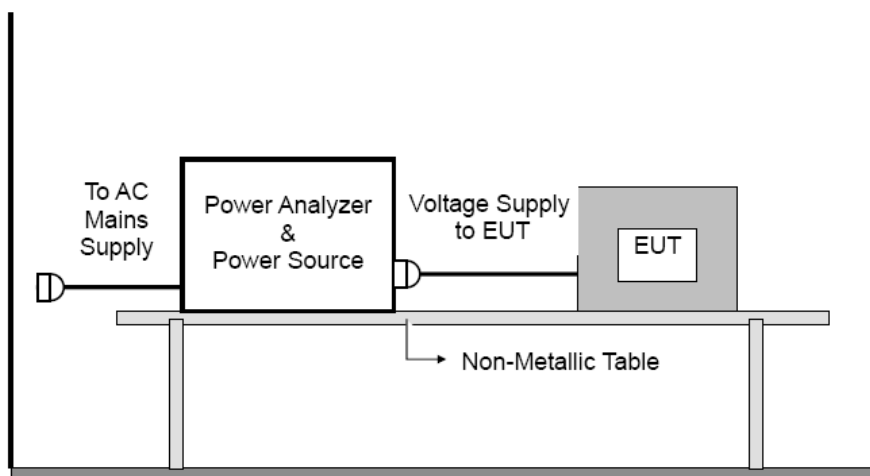 To AC
Mains
Supply
Power Analyzer
&
Power Source
Voltage Supply
to EUT
EUT
Non-Metallic Table